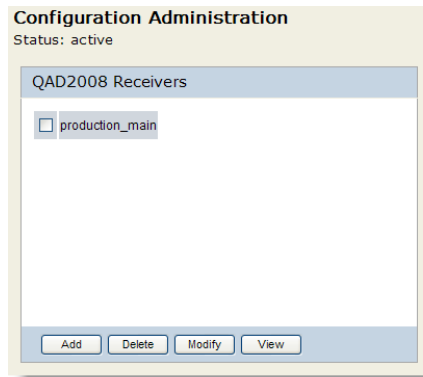 Configuration Administration
Status: active
QAD2008 Receivers
production_main
Add Delete Modify View